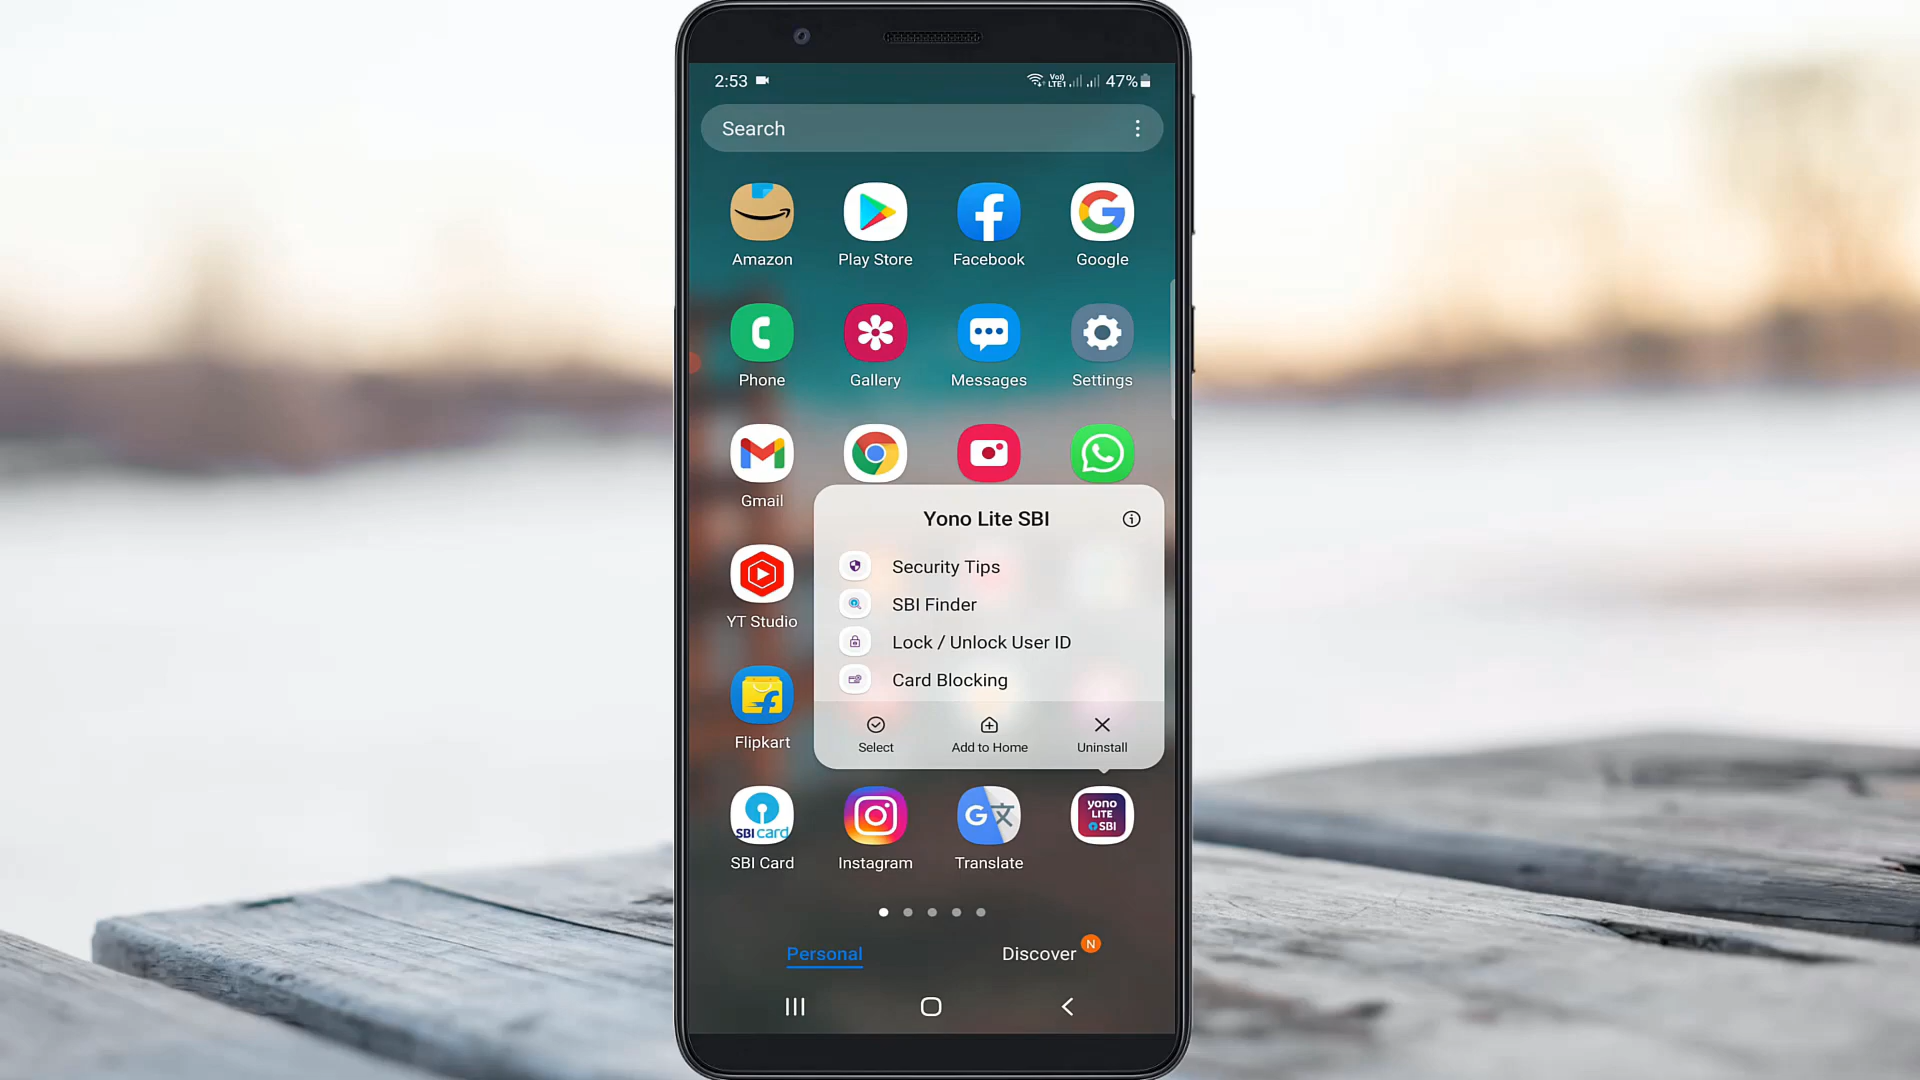 2:53 Vo) LTE1 47%
Search
Amazon Play Store Facebook Google
Phone Gallery Messages Settings
Gmail
Yono Lite SBI
Security Tips
SBI Finder
Lock / Unlock User ID
Card Blocking
Select Add to Home Uninstall
YT Studio
Flipkart
SBI card
yono
LITE
SBI
SBI Card Instagram Translate
Personal Discover N